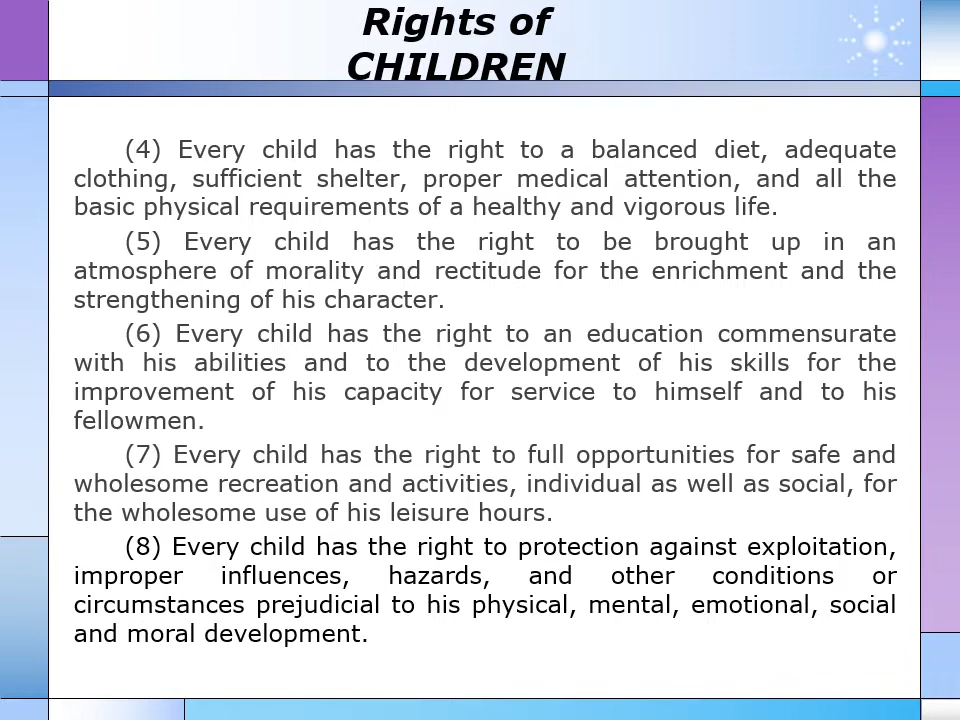 Rights of
CHILDREN
(4) Every child has the right to a balanced diet, adequate
clothing, sufficient shelter, proper medical attention, and all the
basic physical requirements of a healthy and vigorous life.
(5) Every child has the right to be brought up in an
atmosphere of morality and rectitude for the enrichment and the
strengthening of his character.
(6) Every child has the right to an education commensurate
with his abilities and to the development of his skills for the
improvement of his capacity for service to himself and to his
fellowmen.
(7) Every child has the right to full opportunities for safe and
wholesome recreation and activities, individual as well as social, for
the wholesome use of his leisure hours.
(8) Every child has the right to protection against exploitation,
improper influences, hazards, and other conditions or
circumstances prejudicial to his physical, mental, emotional, social
and moral development.